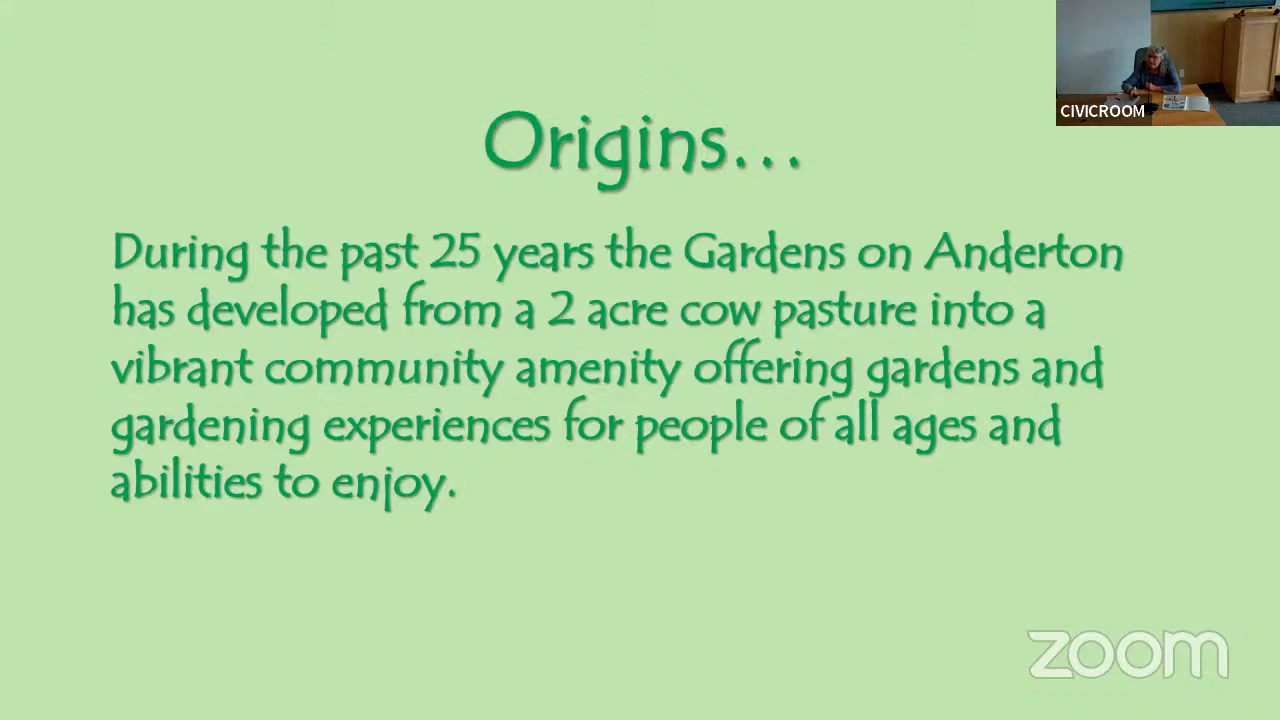 CIVICROOM
Origins...
During the past 25 years the Gardens on Anderton
has developed from a 2 acre cow pasture into a
vibrant community amenity offering gardens and
gardening experiences for people of all ages and
abilities to enjoy.
zoom